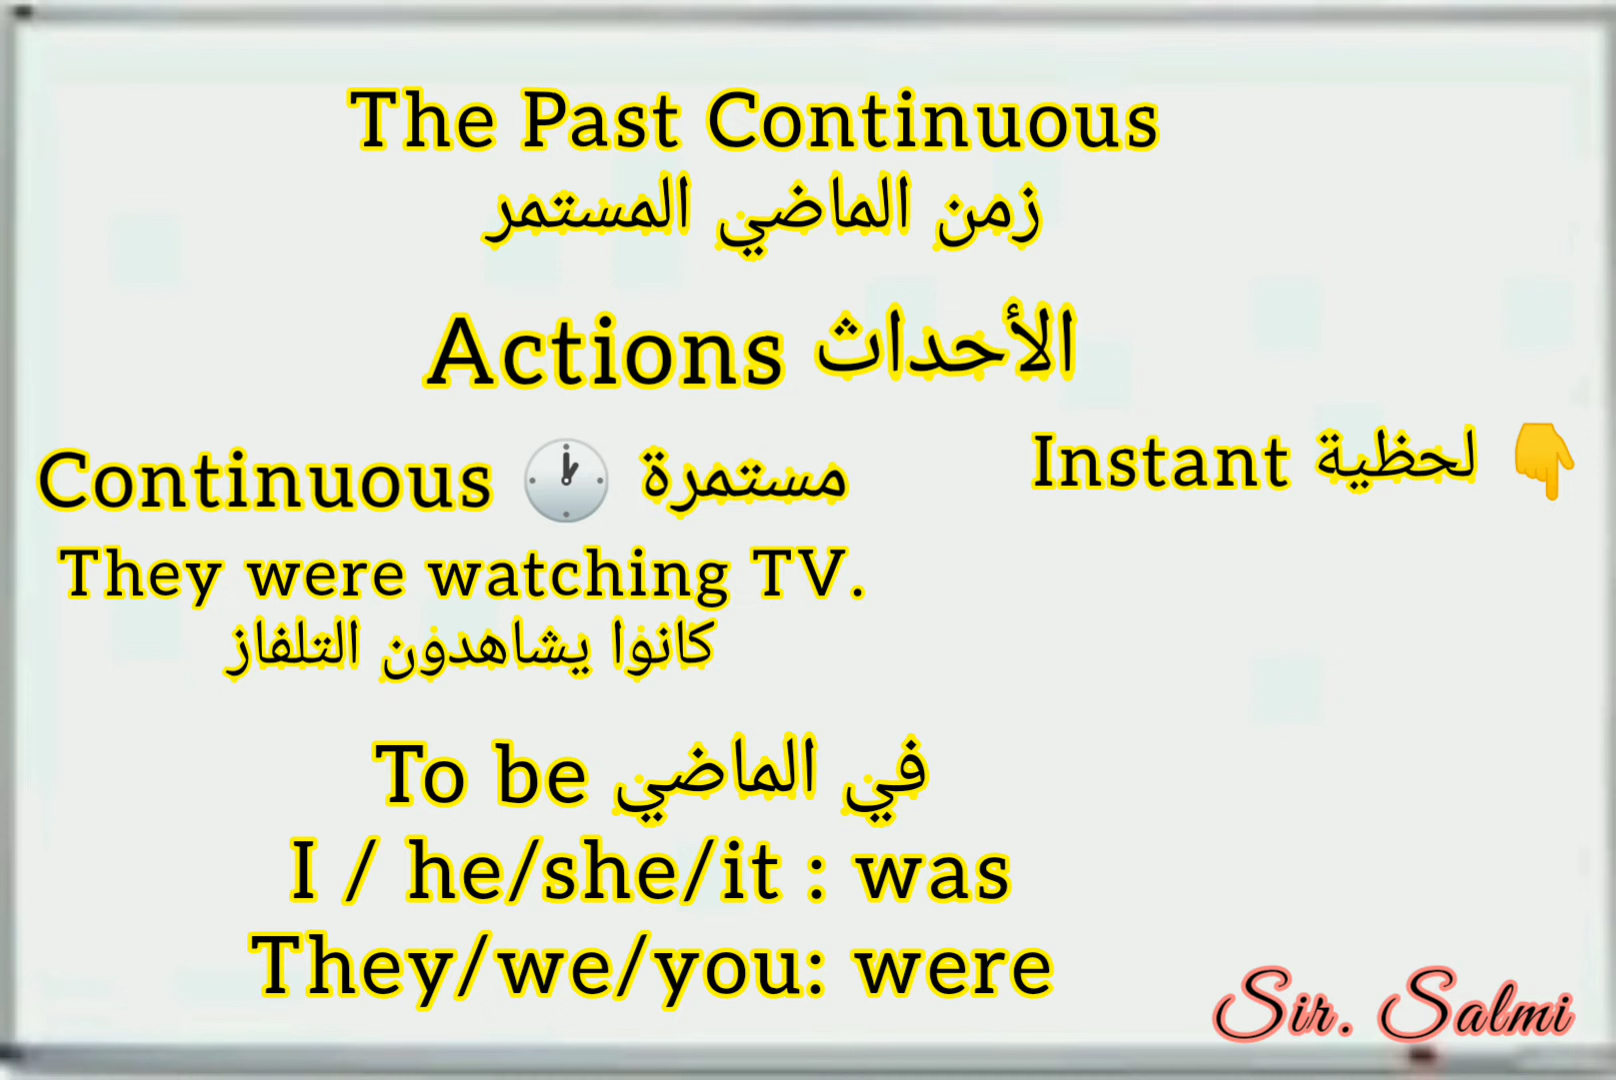 The Past Continuous
زمن الماضي المستمر
Actions الأحداث
Continuous 🕐 مستمرة
Instant لحظية 👇
They were watching TV.
كانوا يشاهدون التلفاز
To be في الماضي
I / he/she/it : was
They/we/you: were
Sir. Salmi